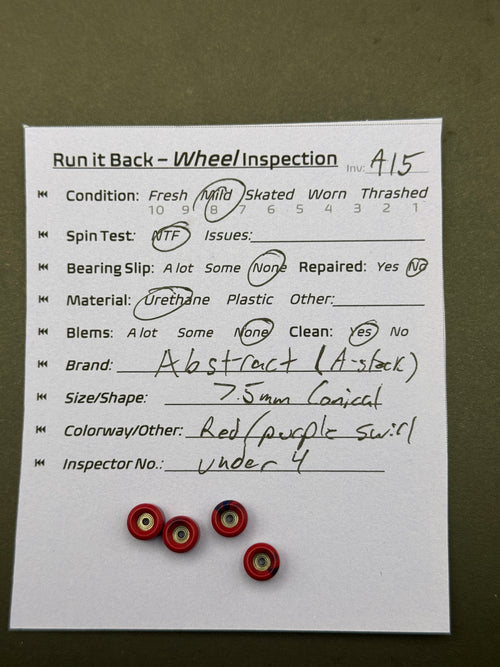 Run it Back – Wheel Inspection Inv: A15
⏮ Condition: Fresh Mild Skated Worn Thrashed
10 9 8 7 6 5 4 3 2 1
⏮ Spin Test: NTF Issues:
⏮ Bearing Slip: A lot Some None Repaired: Yes No
⏮ Material: Urethane Plastic Other:
⏮ Blems: A lot Some None Clean: Yes No
⏮ Brand: Abstract (A-stock)
⏮ Size/Shape: 7.5mm Conical
⏮ Colorway/Other: Red/purple swirl
⏮ Inspector No.: under 4